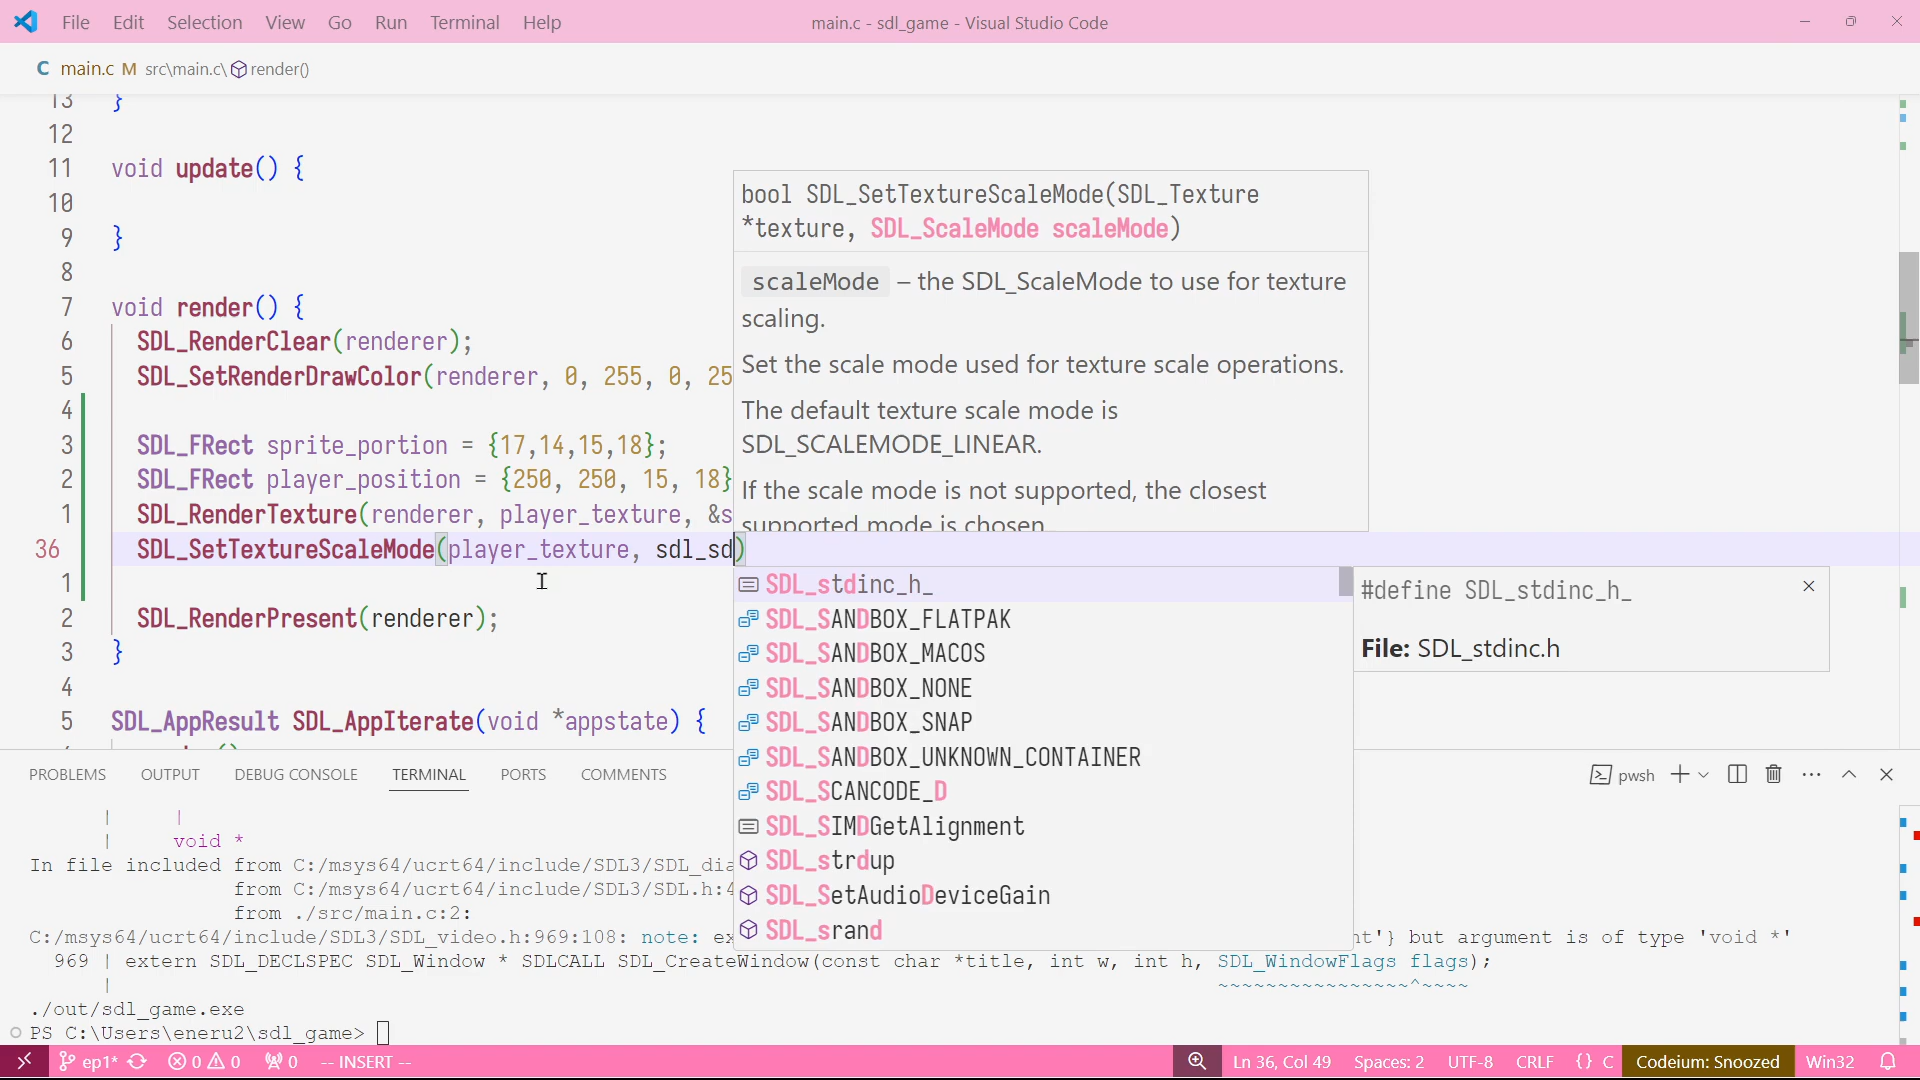 File Edit Selection View Go Run Terminal Help main.c - sdl_game - Visual Studio Code
C main.c M src\main.c\ render()
13 }
12
11 void update() {
10
9 }
8
7 void render() {
6 SDL_RenderClear(renderer);
5 SDL_SetRenderDrawColor(renderer, 0, 255, 0, 25
4
3 SDL_FRect sprite_portion = {17,14,15,18};
2 SDL_FRect player_position = {250, 250, 15, 18}
1 SDL_RenderTexture(renderer, player_texture, &s
36 SDL_SetTextureScaleMode(player_texture, sdl_sd)
1
2 SDL_RenderPresent(renderer);
3 }
4
5 SDL_AppResult SDL_AppIterate(void *appstate) {
bool SDL_SetTextureScaleMode(SDL_Texture
*texture, SDL_ScaleMode scaleMode)
scaleMode – the SDL_ScaleMode to use for texture
scaling.
Set the scale mode used for texture scale operations.
The default texture scale mode is
SDL_SCALEMODE_LINEAR.
If the scale mode is not supported, the closest
supported mode is chosen
SDL_stdinc_h_
SDL_SANDBOX_FLATPAK
SDL_SANDBOX_MACOS
SDL_SANDBOX_NONE
SDL_SANDBOX_SNAP
SDL_SANDBOX_UNKNOWN_CONTAINER
SDL_SCANCODE_D
SDL_SIMDGetAlignment
SDL_strdup
SDL_SetAudioDeviceGain
SDL_srand
#define SDL_stdinc_h_
File: SDL_stdinc.h
PROBLEMS OUTPUT DEBUG CONSOLE TERMINAL PORTS COMMENTS pwsh
| |
| void *
In file included from C:/msys64/ucrt64/include/SDL3/SDL_dia
from C:/msys64/ucrt64/include/SDL3/SDL.h:4
from ./src/main.c:2:
C:/msys64/ucrt64/include/SDL3/SDL_video.h:969:108: note: ex nt'} but argument is of type 'void *'
969 | extern SDL_DECLSPEC SDL_Window * SDLCALL SDL_CreateWindow(const char *title, int w, int h, SDL_WindowFlags flags);
| ~~~~~~~~~~~~~~~~^~~~~
./out/sdl_game.exe
PS C:\Users\eneru2\sdl_game>
ep1* 0 0 0 -- INSERT -- Ln 36, Col 49 Spaces: 2 UTF-8 CRLF {} C Codeium: Snoozed Win32